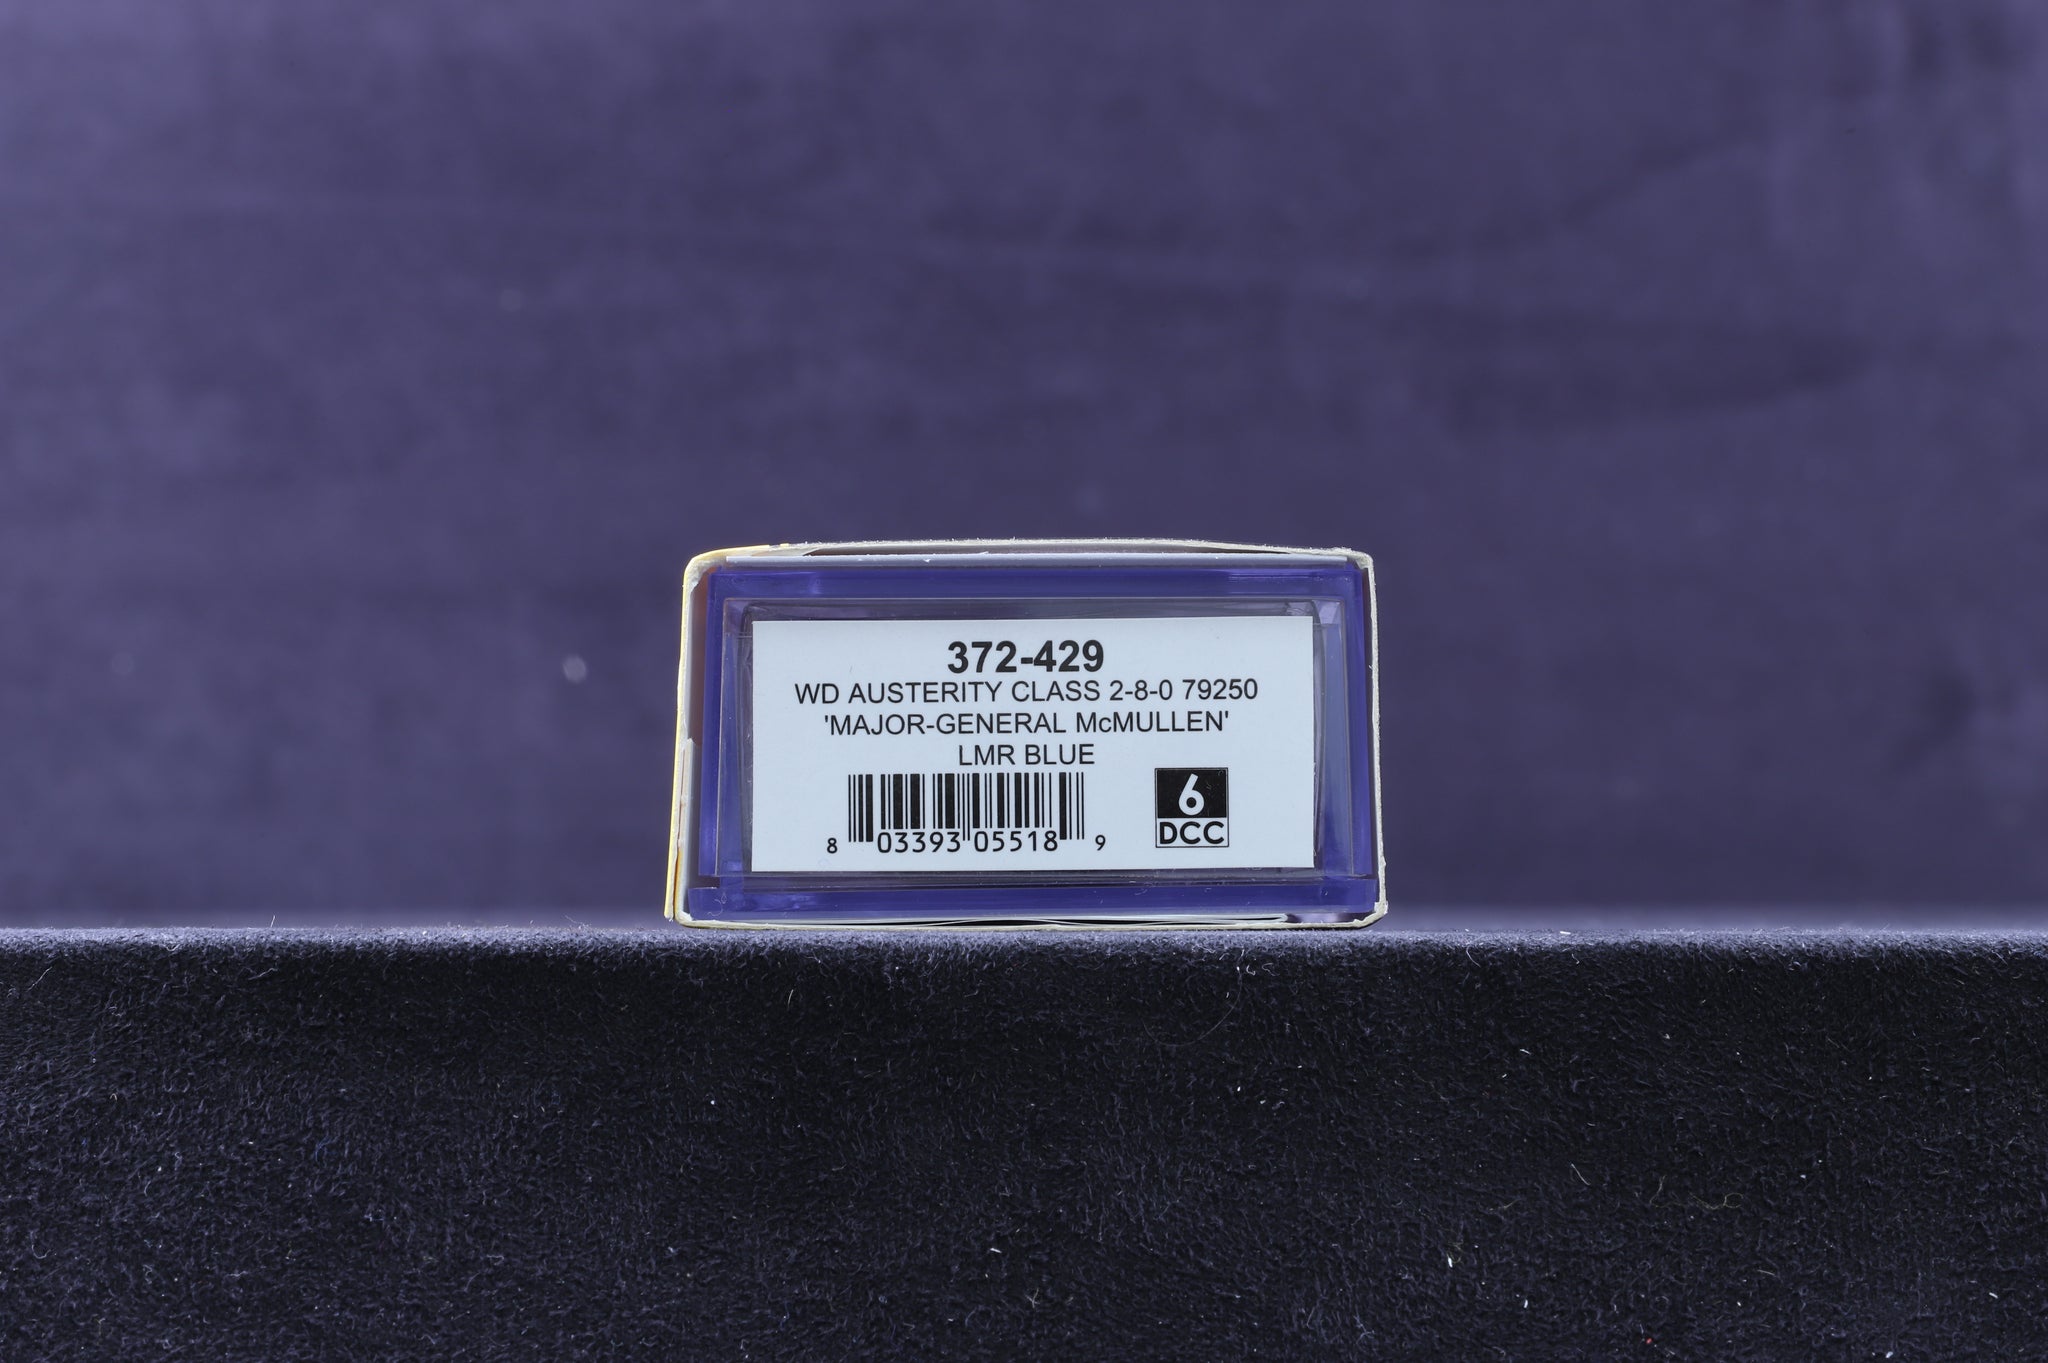 372-429
WD AUSTERITY CLASS 2-8-0 79250
'MAJOR-GENERAL McMULLEN'
LMR BLUE
8 03393 05518 9
6
DCC